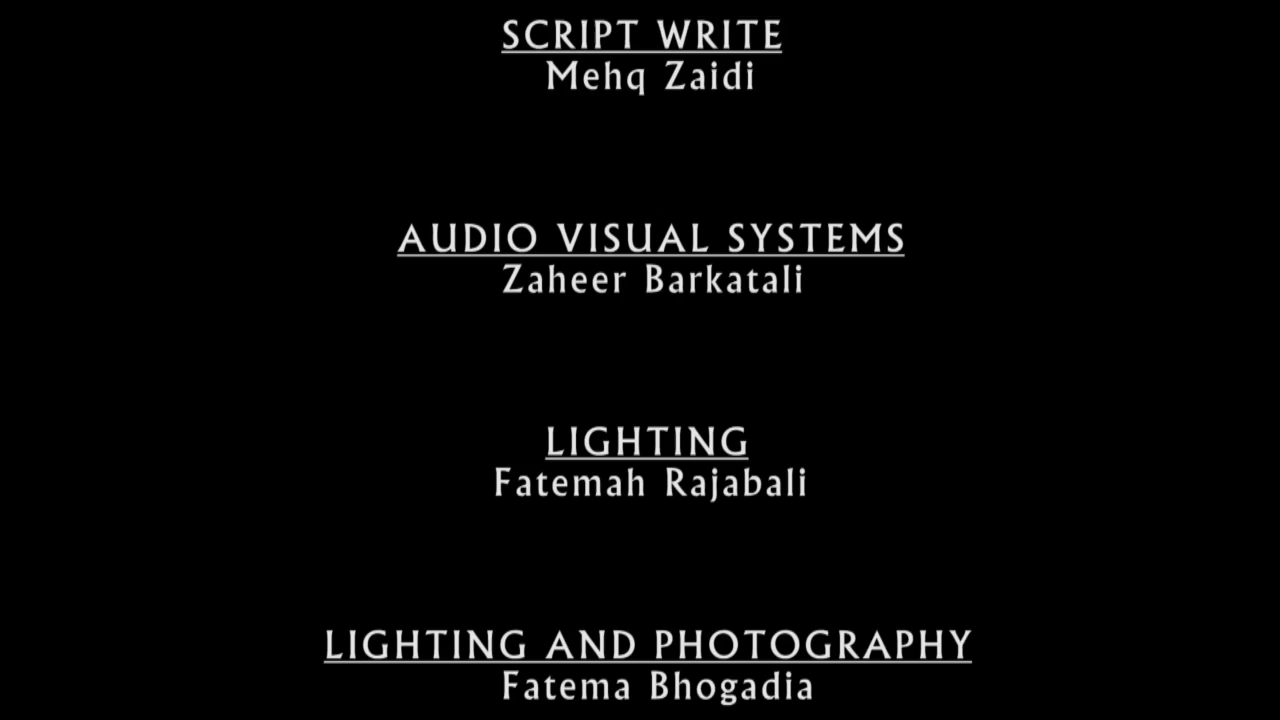 SCRIPT WRITE
Mehq Zaidi
AUDIO VISUAL SYSTEMS
Zaheer Barkatali
LIGHTING
Fatemah Rajabali
LIGHTING AND PHOTOGRAPHY
Fatema Bhogadia